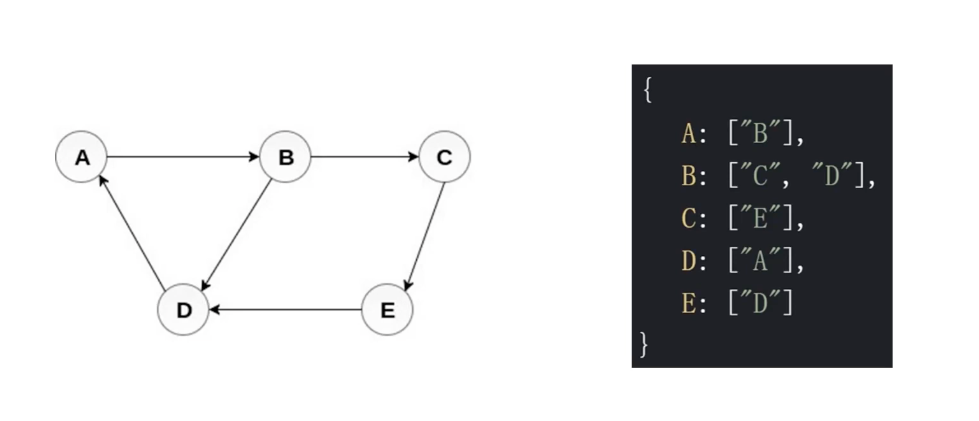 A
B
C
D
E
{
A: ["B"],
B: ["C", "D"],
C: ["E"],
D: ["A"],
E: ["D"]
}